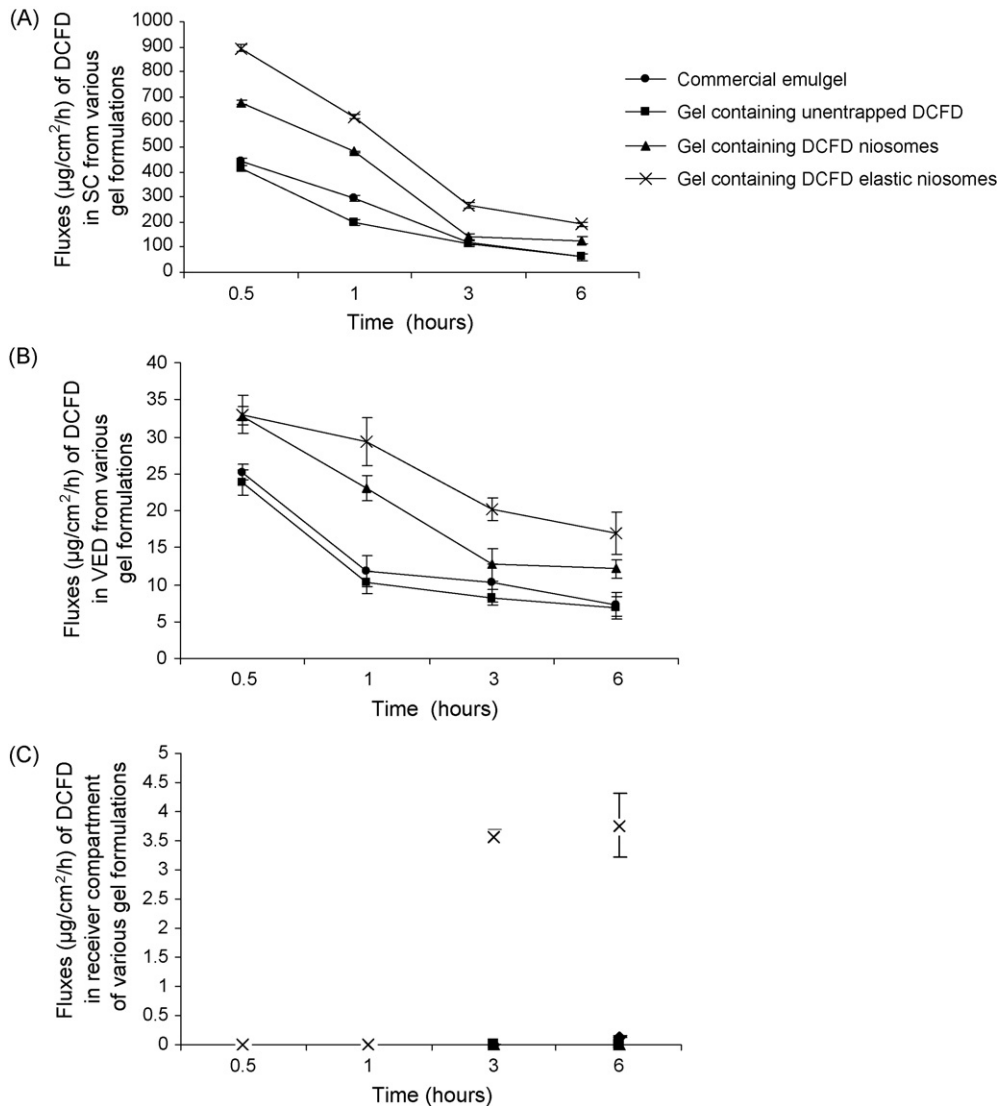 (A)
Fluxes (µg/cm²/h) of DCFD
in SC from various
gel formulations
1000
900
800
700
600
500
400
300
200
100
0
0.5 1 3 6
Time (hours)
Commercial emulgel
Gel containing unentrapped DCFD
Gel containing DCFD niosomes
Gel containing DCFD elastic niosomes
(B)
Fluxes (µg/cm²/h) of DCFD
in VED from various
gel formulations
40
35
30
25
20
15
10
5
0
0.5 1 3 6
Time (hours)
(C)
Fluxes (µg/cm²/h) of DCFD
in receiver compartment
of various gel formulations
5
4.5
4
3.5
3
2.5
2
1.5
1
0.5
0
0.5 1 3 6
Time (hours)